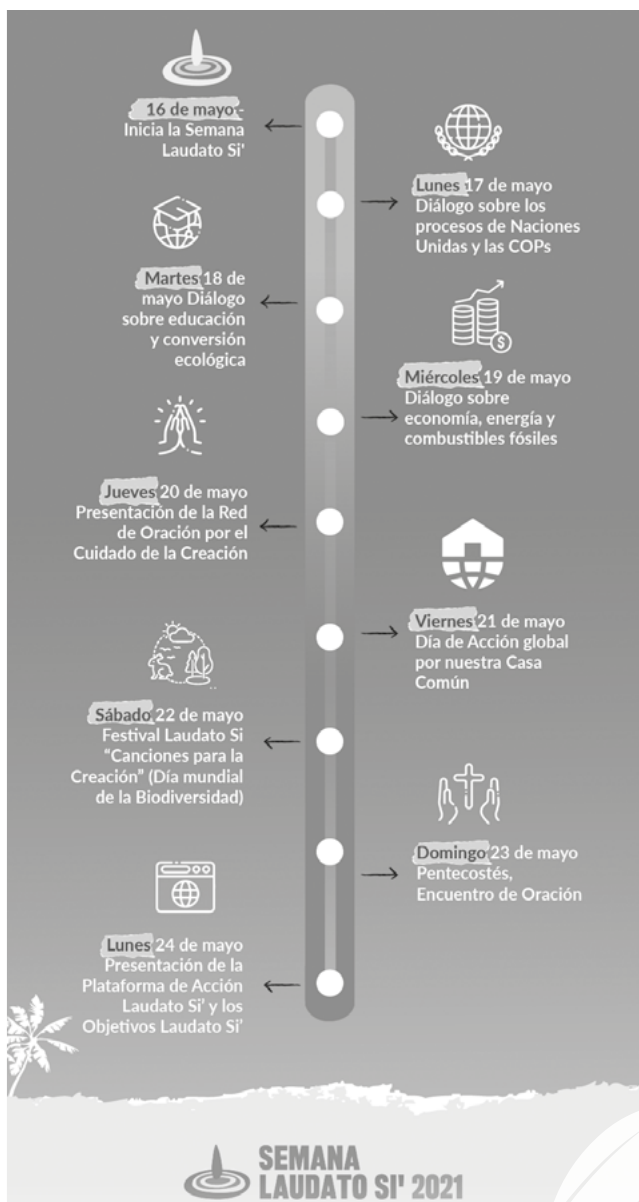 16 de mayo -
Inicia la Semana
Laudato Si'
Lunes 17 de mayo
Diálogo sobre los
procesos de Naciones
Unidas y las COPs
Martes 18 de
mayo Diálogo
sobre educación
y conversión
ecológica
Miércoles 19 de mayo
Diálogo sobre
economía, energía y
combustibles fósiles
Jueves 20 de mayo
Presentación de la Red
de Oración por el
Cuidado de la Creación
Viernes 21 de mayo
Día de Acción global
por nuestra Casa
Común
Sábado 22 de mayo
Festival Laudato Si
“Canciones para la
Creación” (Día mundial
de la Biodiversidad)
Domingo 23 de mayo
Pentecostés,
Encuentro de Oración
Lunes 24 de mayo
Presentación de la
Plataforma de Acción
Laudato Si' y los
Objetivos Laudato Si'
SEMANA
LAUDATO SI' 2021